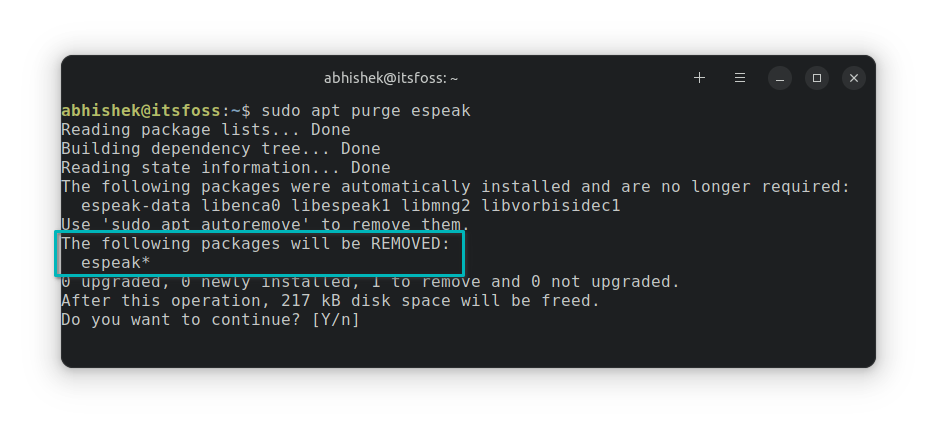 abhishek@itsfoss: ~
abhishek@itsfoss:~$ sudo apt purge espeak
Reading package lists... Done
Building dependency tree... Done
Reading state information... Done
The following packages were automatically installed and are no longer required:
  espeak-data libenca0 libespeak1 libmng2 libvorbisidec1
Use 'sudo apt autoremove' to remove them.
The following packages will be REMOVED:
  espeak*
0 upgraded, 0 newly installed, 1 to remove and 0 not upgraded.
After this operation, 217 kB disk space will be freed.
Do you want to continue? [Y/n]